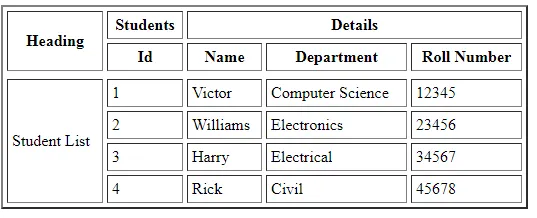 Heading Students Details
Id Name Department Roll Number
Student List 1 Victor Computer Science 12345
2 Williams Electronics 23456
3 Harry Electrical 34567
4 Rick Civil 45678